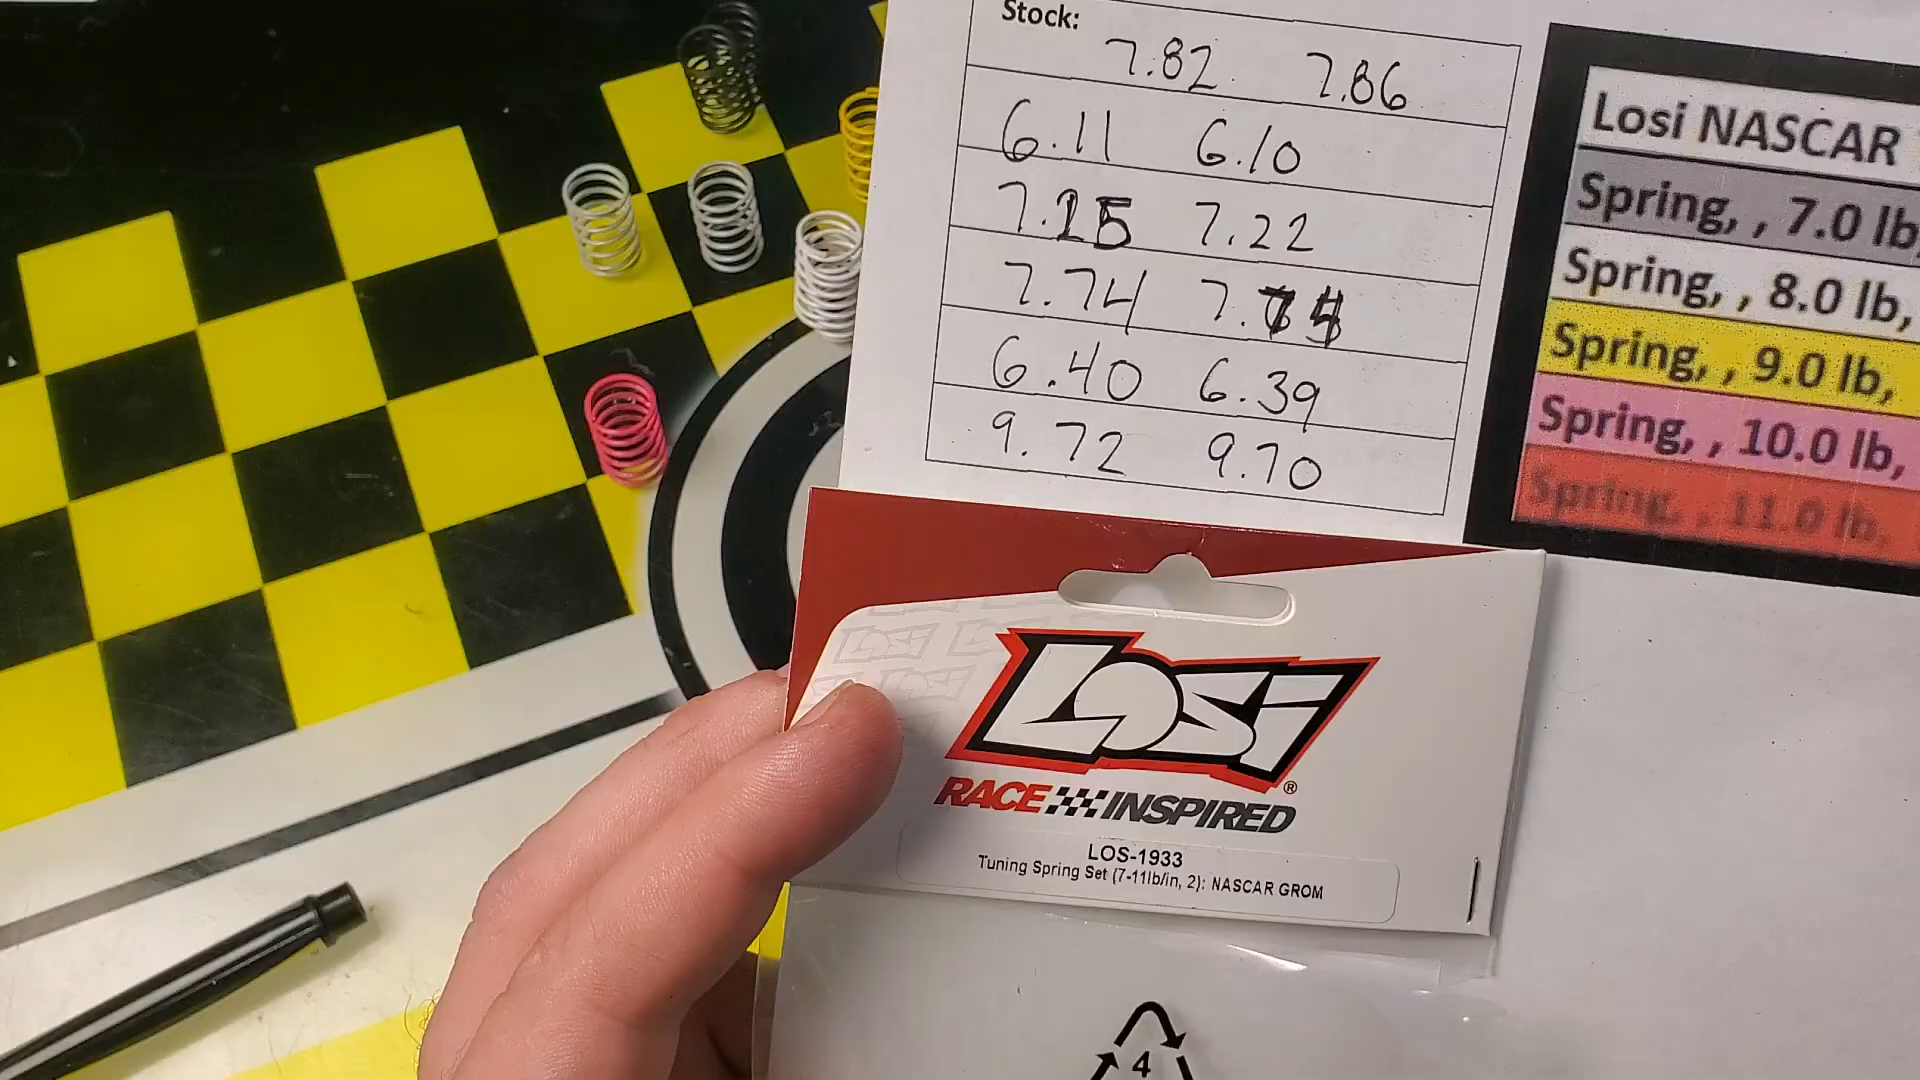 Stock:
7.82 7.86
6.11 6.10
7.15 7.22
7.74 7.74
6.40 6.39
9.72 9.70
Losi NASCAR
Spring, , 7.0 lb,
Spring, , 8.0 lb,
Spring, , 9.0 lb,
Spring, , 10.0 lb,
Spring, , 11.0 lb,
LOSI
LOSI ®
RACE INSPIRED
LOS-1933
Tuning Spring Set (7-11lb/in, 2): NASCAR GROM
4